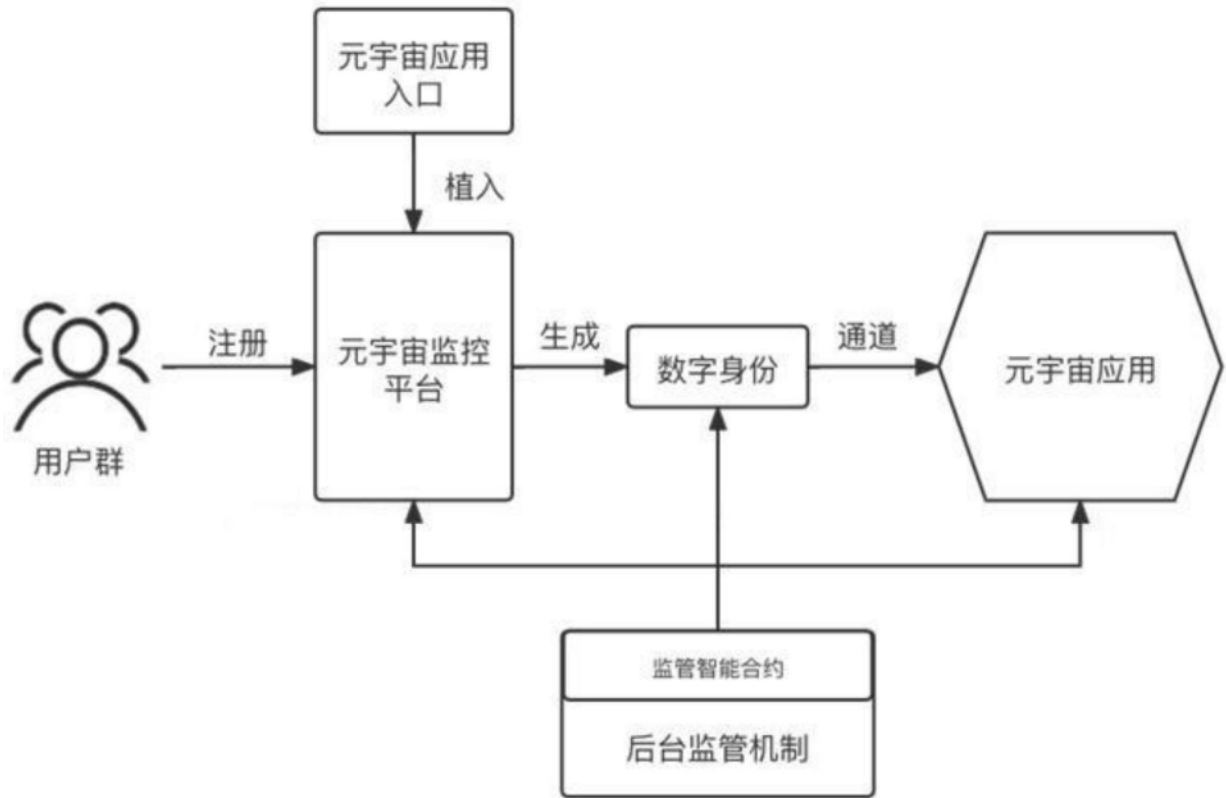 元宇宙应用
入口
植入
注册
元宇宙监控
平台
生成
数字身份
通道
元宇宙应用
用户群
监管智能合约
后台监管机制